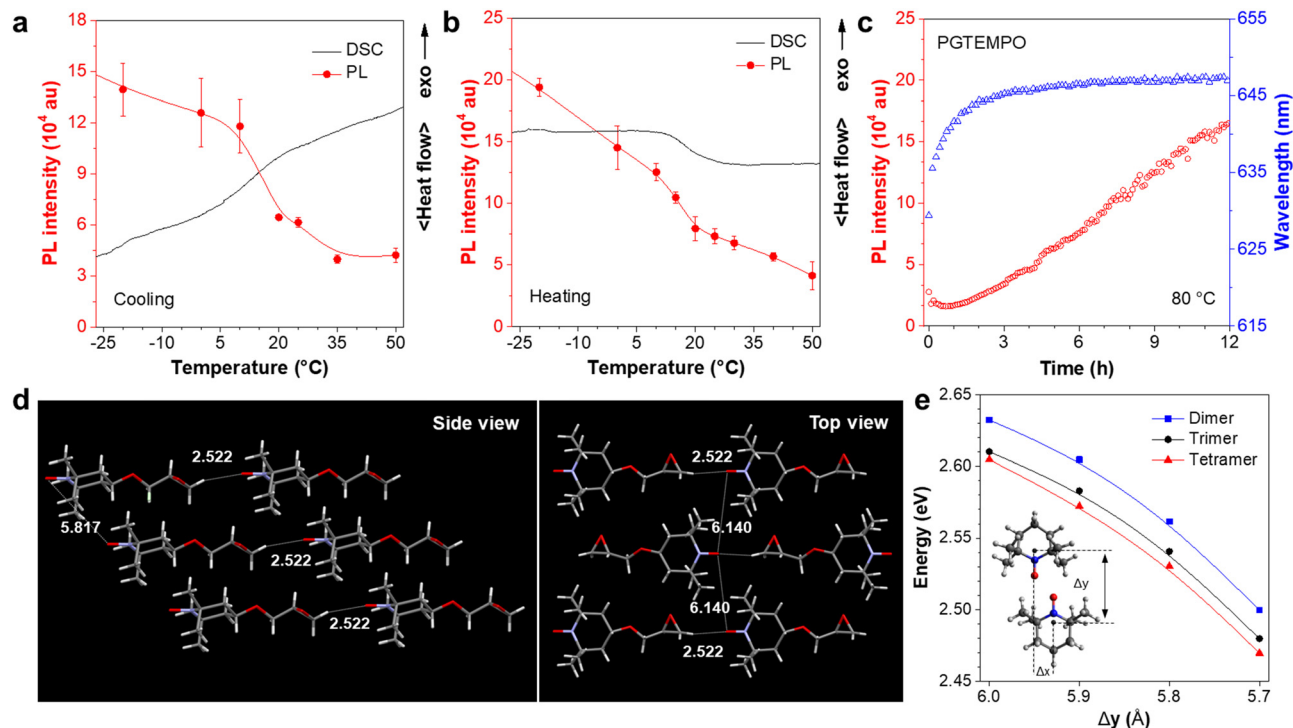 a
18
15
12
9
6
3
0
PL intensity (10⁴ au)
DSC
PL
Cooling
-25
-10
5
20
35
50
Temperature (°C)
<Heat flow> exo
b
25
20
15
10
5
0
PL intensity (10⁴ au)
DSC
PL
Heating
-25
-10
5
20
35
50
Temperature (°C)
<Heat flow> exo
c
25
20
15
10
5
0
PL intensity (10⁴ au)
PGTEMPO
80 °C
0
3
6
9
12
Time (h)
655
645
635
625
615
Wavelength (nm)
d
Side view
2.522
5.817
2.522
2.522
Top view
2.522
6.140
6.140
2.522
e
2.65
2.60
2.55
2.50
2.45
Energy (eV)
Dimer
Trimer
Tetramer
Δy
Δx
6.0
5.9
5.8
5.7
Δy (Å)